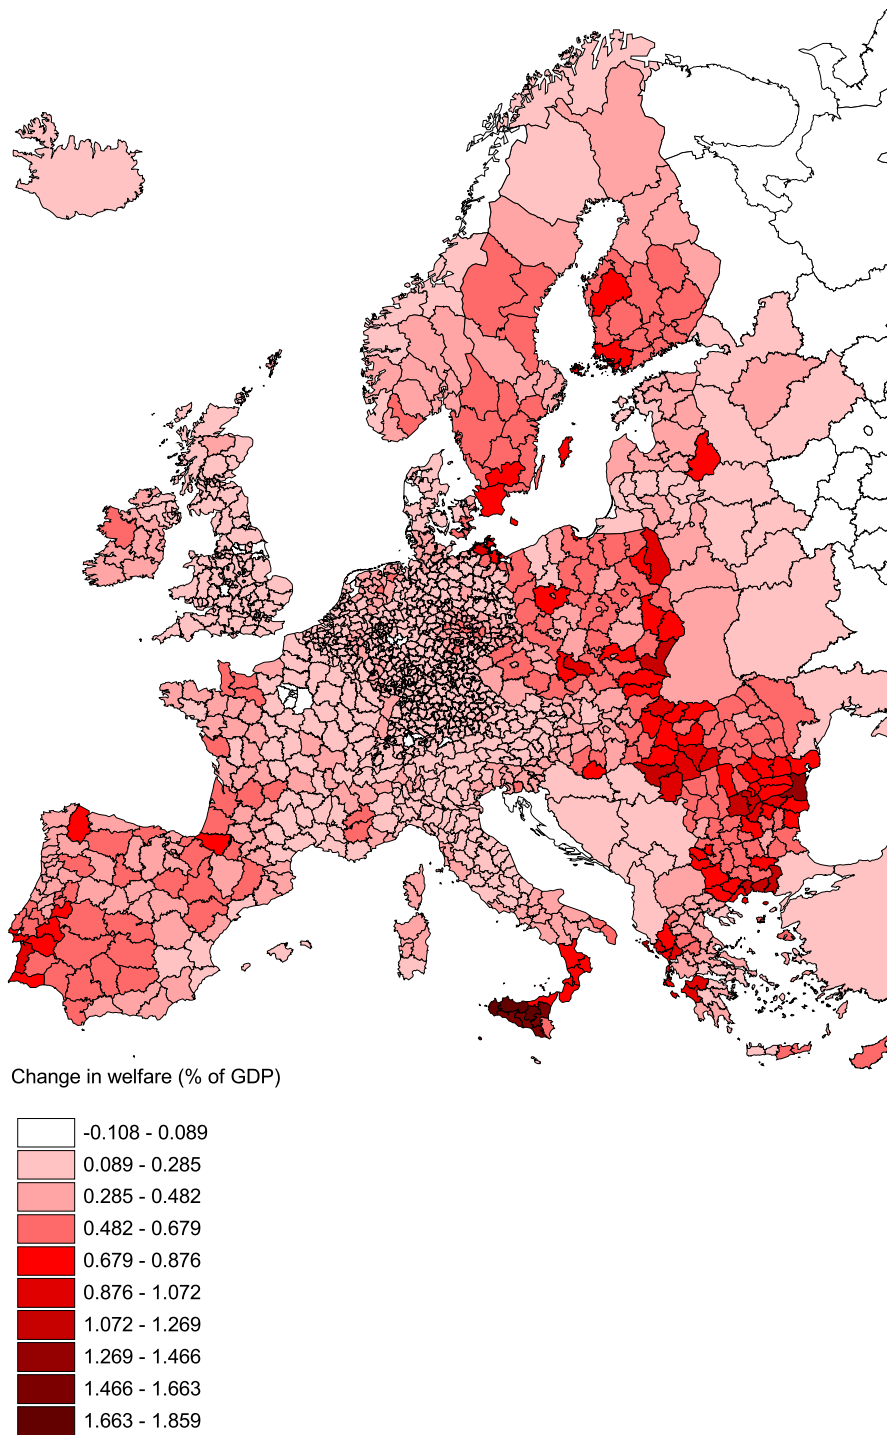 Change in welfare (% of GDP)
-0.108 - 0.089
0.089 - 0.285
0.285 - 0.482
0.482 - 0.679
0.679 - 0.876
0.876 - 1.072
1.072 - 1.269
1.269 - 1.466
1.466 - 1.663
1.663 - 1.859